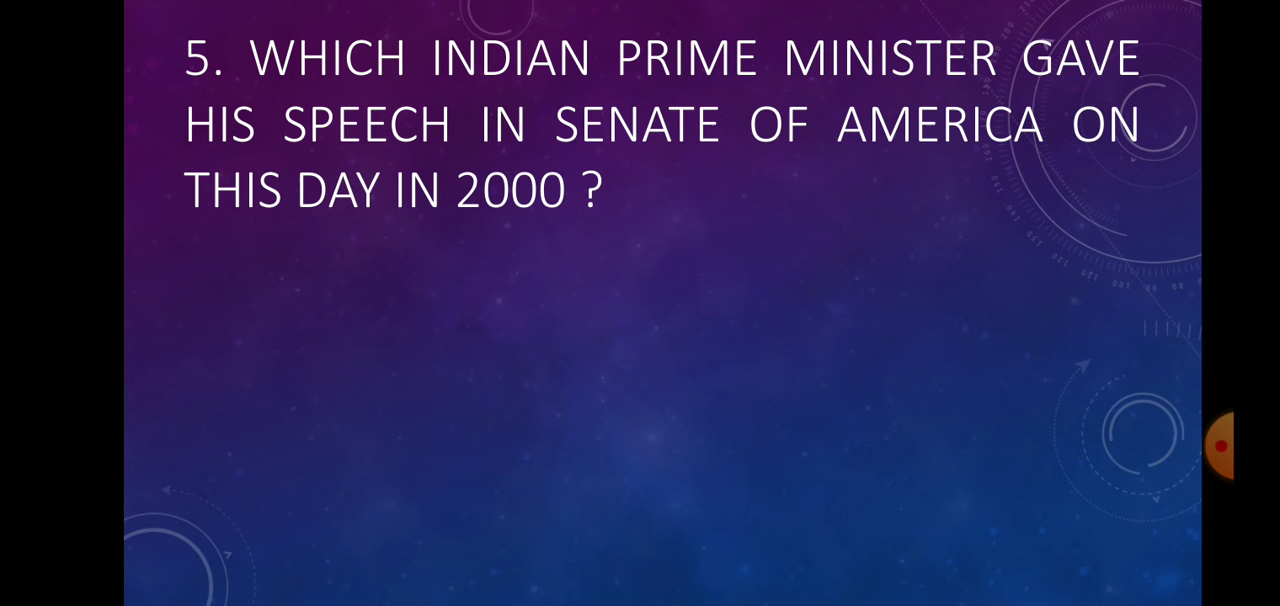 5. WHICH INDIAN PRIME MINISTER GAVE
HIS SPEECH IN SENATE OF AMERICA ON
THIS DAY IN 2000 ?